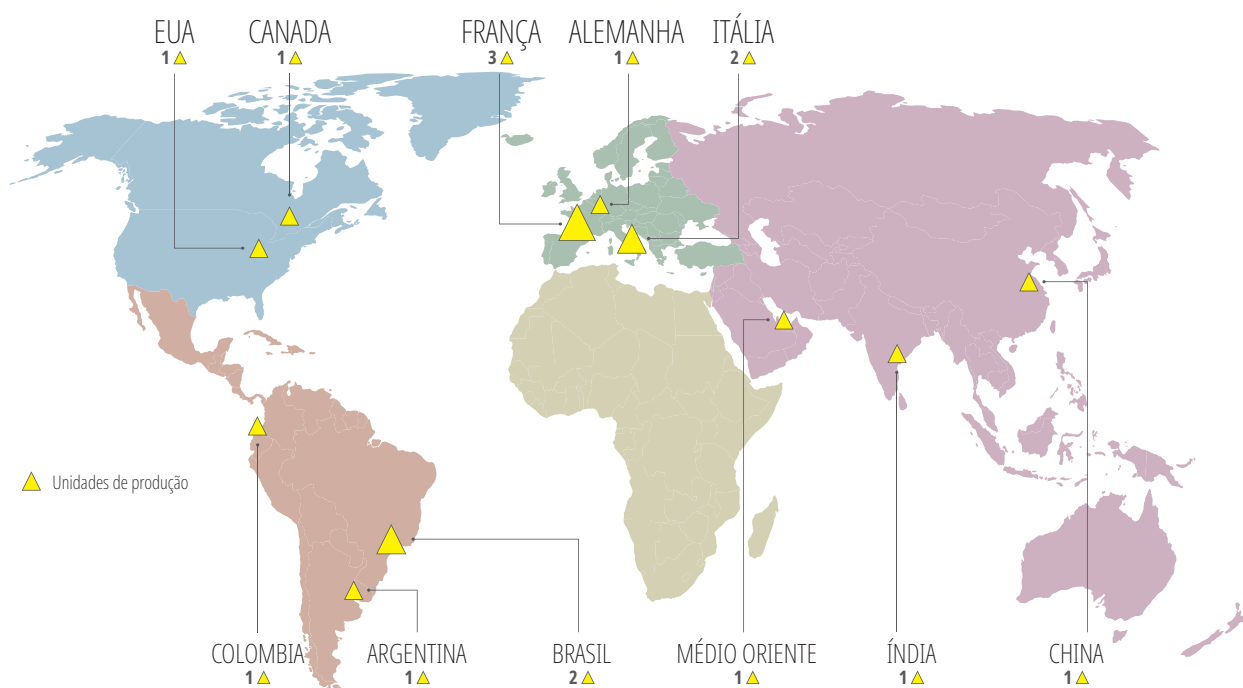 EUA
1
CANADA
1
FRANÇA
3
ALEMANHA
1
ITÁLIA
2
Unidades de produção
COLOMBIA
1
ARGENTINA
1
BRASIL
2
MÉDIO ORIENTE
1
ÍNDIA
1
CHINA
1